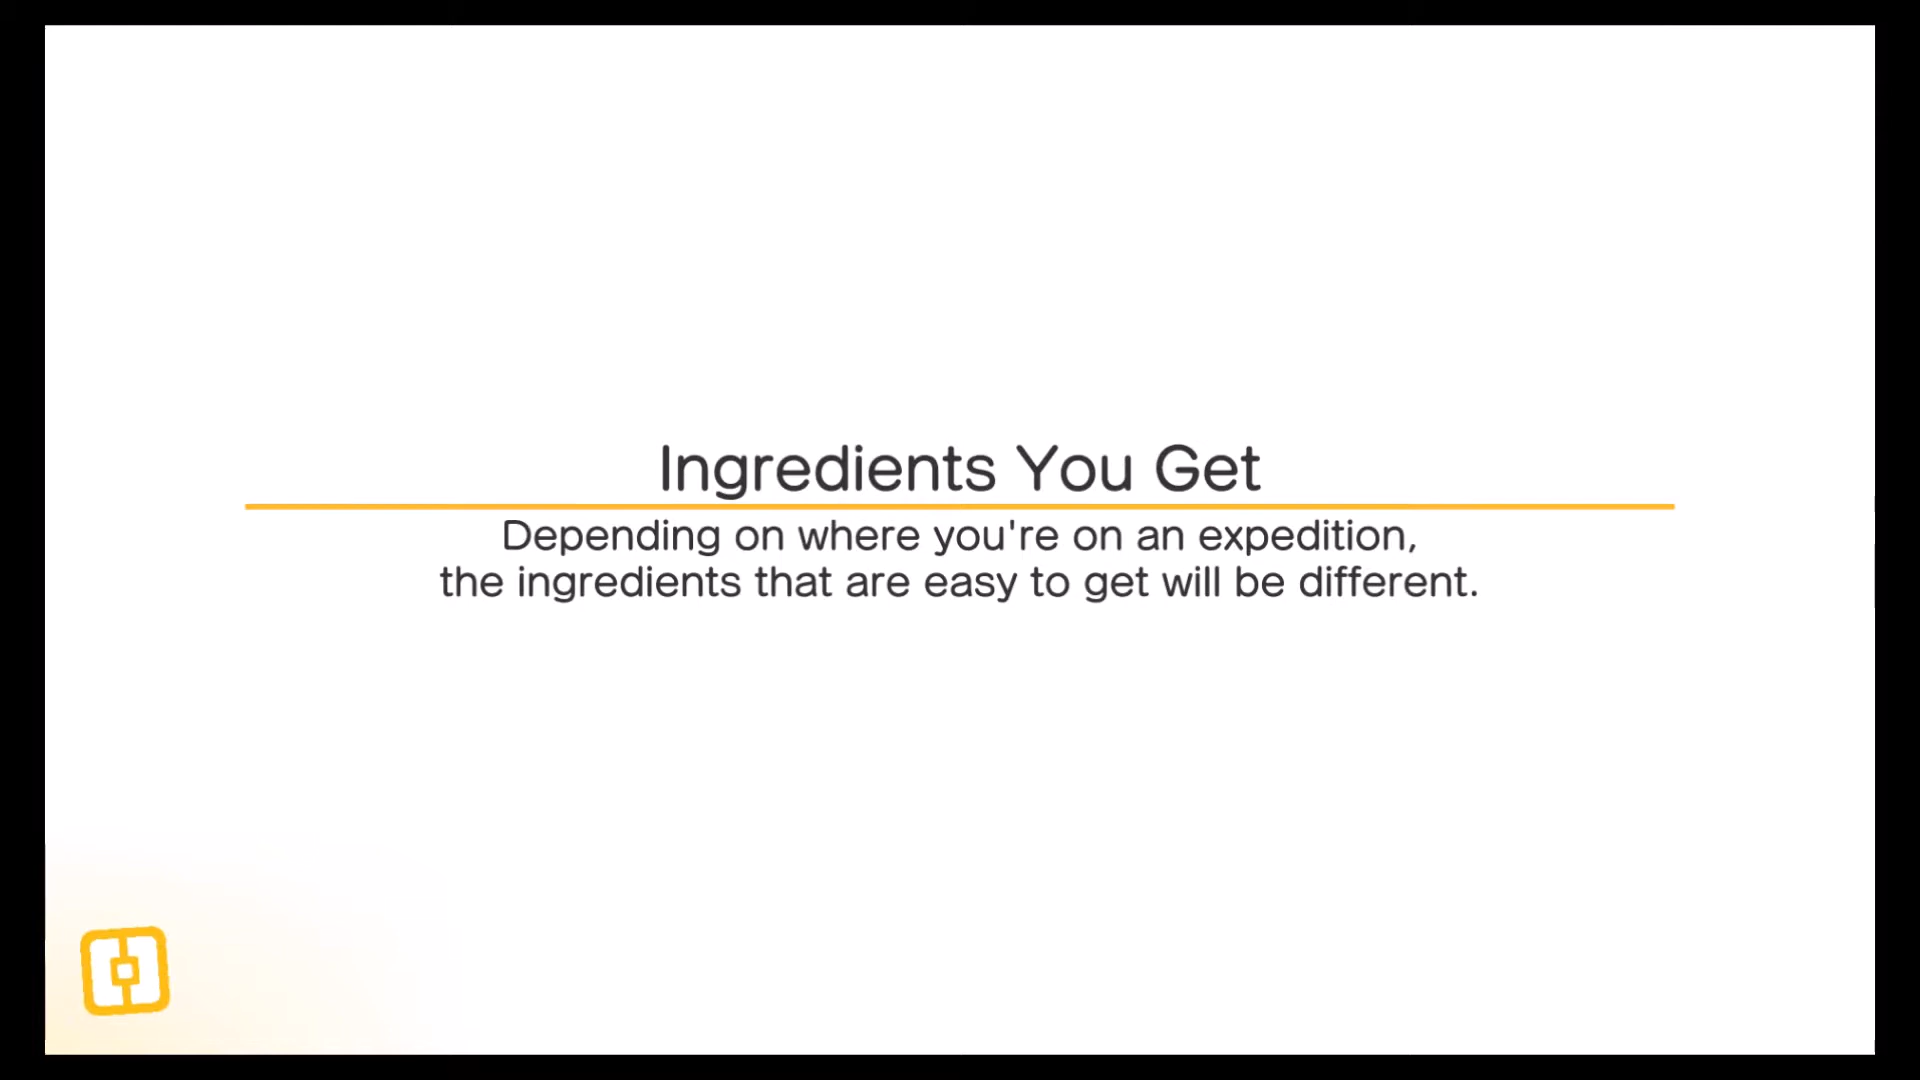 Ingredients You Get
Depending on where you're on an expedition,
the ingredients that are easy to get will be different.